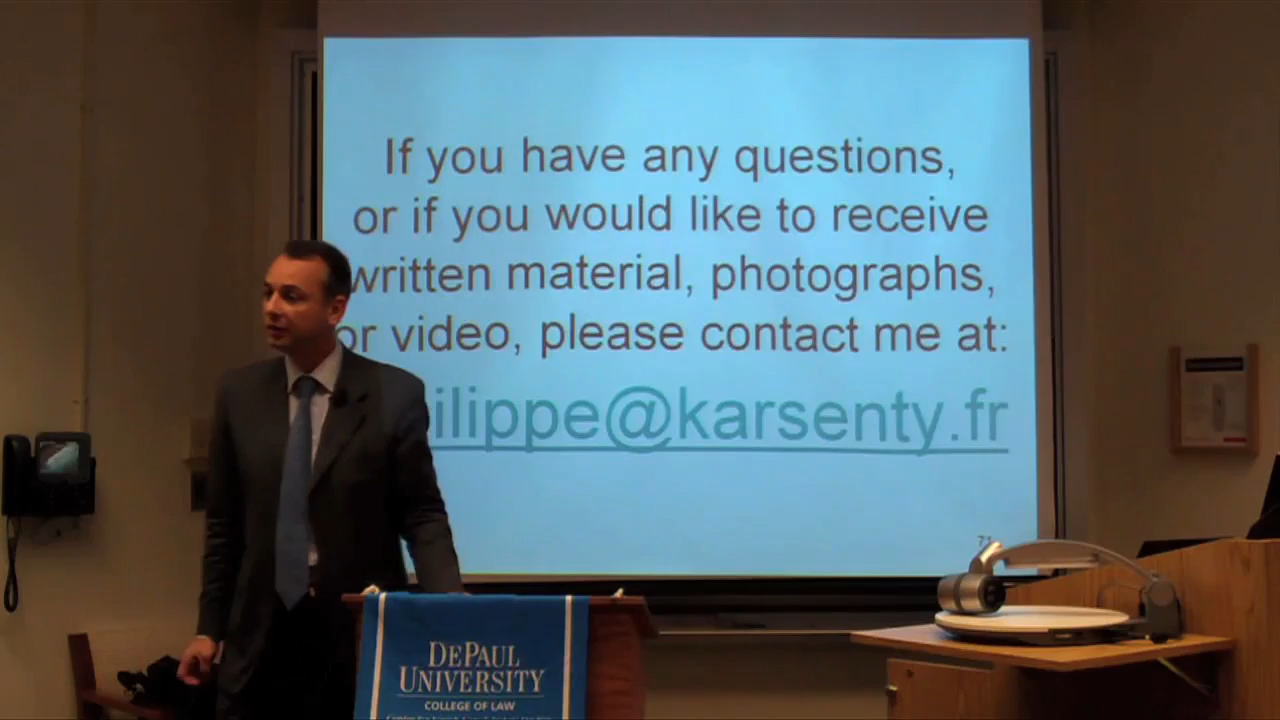 If you have any questions,
or if you would like to receive
written material, photographs,
or video, please contact me at:
ilippe@karsenty.fr
71
DEPAUL
UNIVERSITY
COLLEGE OF LAW